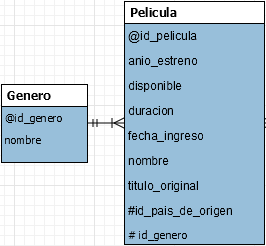 Genero
@id_genero
nombre
Pelicula
@id_pelicula
anio_estreno
disponible
duracion
fecha_ingreso
nombre
titulo_original
#id_pais_de_origen
# id_genero